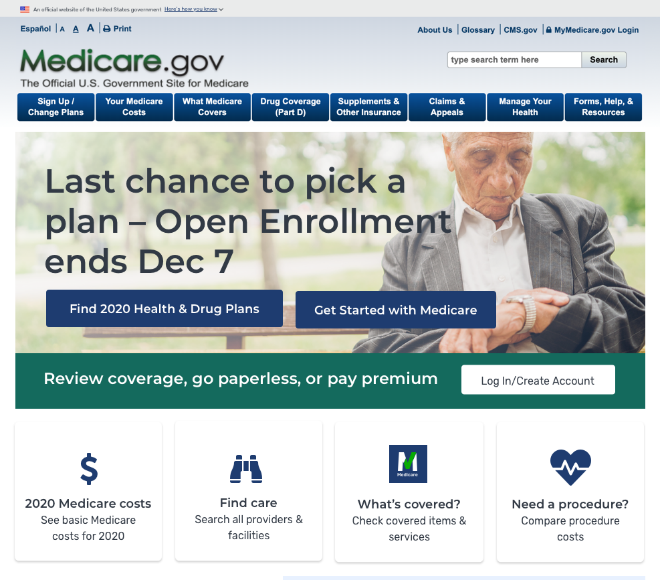 An official website of the United States government Here's how you know
Español A A A Print
About Us Glossary CMS.gov MyMedicare.gov Login
Medicare.gov
The Official U.S. Government Site for Medicare
type search term here Search
Sign Up / Change Plans
Your Medicare Costs
What Medicare Covers
Drug Coverage (Part D)
Supplements & Other Insurance
Claims & Appeals
Manage Your Health
Forms, Help, & Resources
Last chance to pick a
plan – Open Enrollment
ends Dec 7
Find 2020 Health & Drug Plans
Get Started with Medicare
Review coverage, go paperless, or pay premium
Log In/Create Account
2020 Medicare costs
See basic Medicare
costs for 2020
Find care
Search all providers &
facilities
Medicare
What's covered?
Check covered items &
services
Need a procedure?
Compare procedure
costs